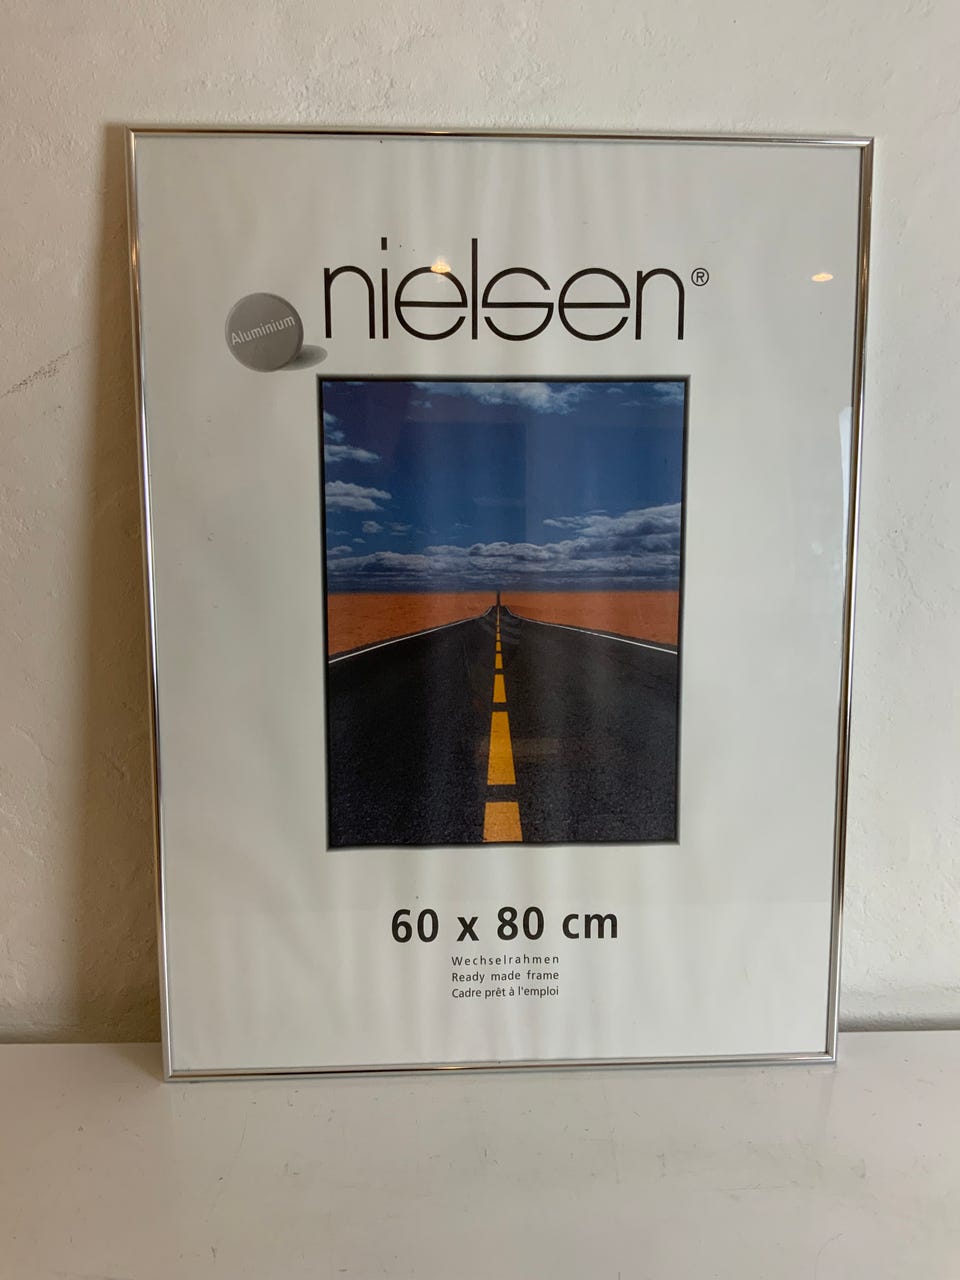 nielsen®
Aluminium
60 x 80 cm
Wechselrahmen
Ready made frame
Cadre prêt à l'emploi